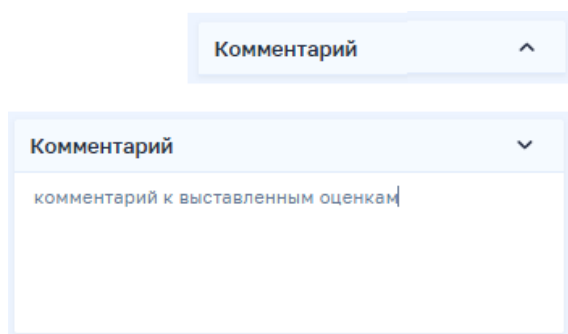 Комментарий
Комментарий
комментарий к выставленным оценкам